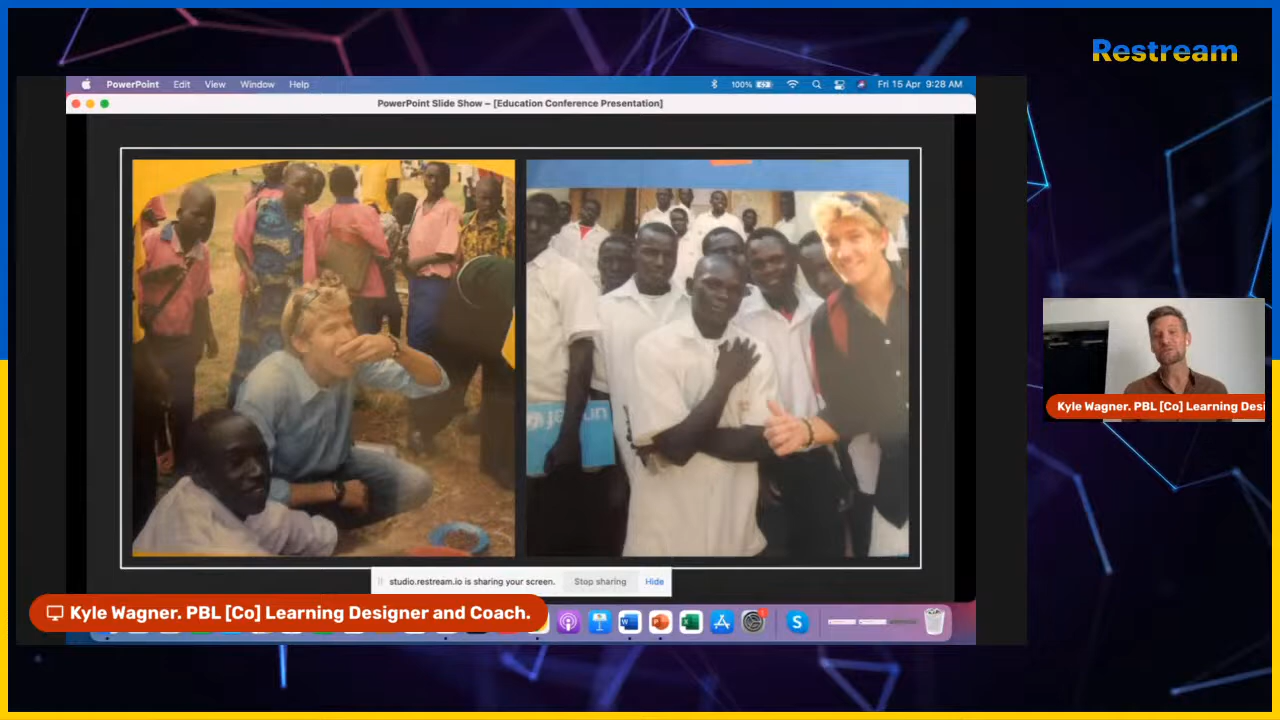 Restream
PowerPoint Edit View Window Help
100% Fri 15 Apr 9:28 AM
PowerPoint Slide Show – [Education Conference Presentation]
studio.restream.io is sharing your screen. Stop sharing Hide
Kyle Wagner. PBL [Co] Learning Desi
Kyle Wagner. PBL [Co] Learning Designer and Coach.